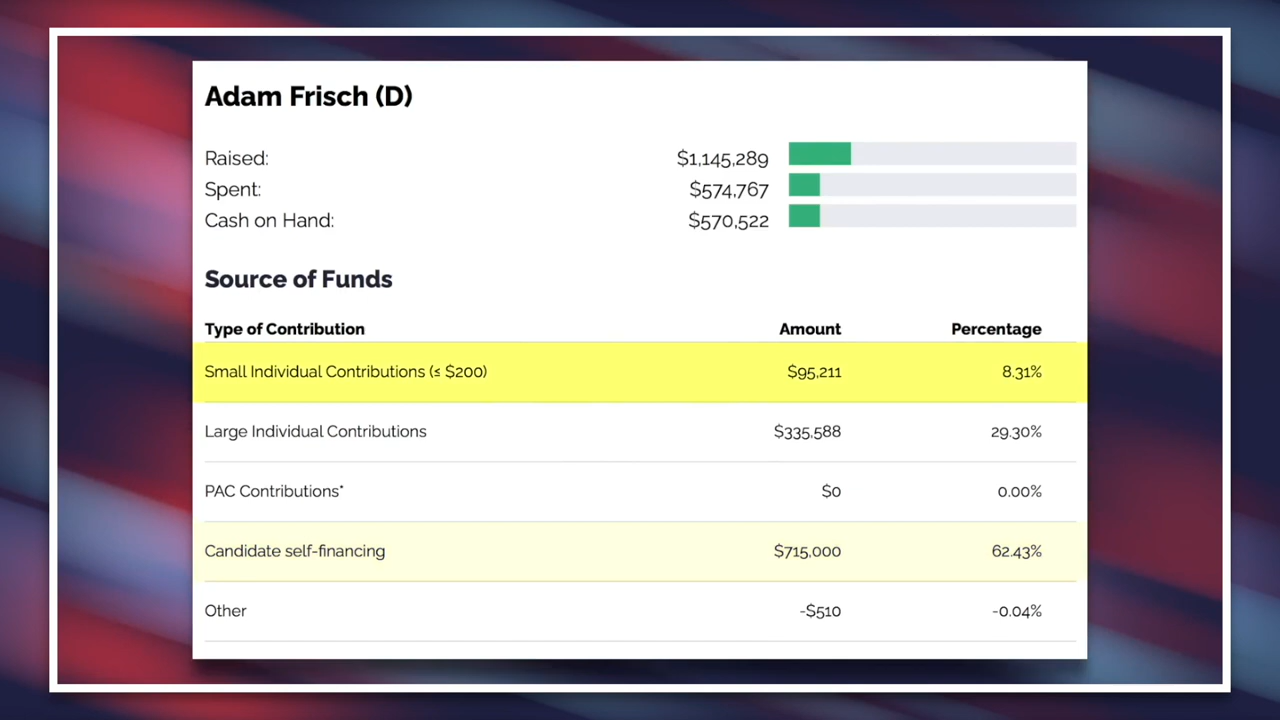 Adam Frisch (D)
Raised: $1,145,289
Spent: $574,767
Cash on Hand: $570,522
Source of Funds
Type of Contribution Amount Percentage
Small Individual Contributions (≤ $200) $95,211 8.31%
Large Individual Contributions $335,588 29.30%
PAC Contributions* $0 0.00%
Candidate self-financing $715,000 62.43%
Other -$510 -0.04%